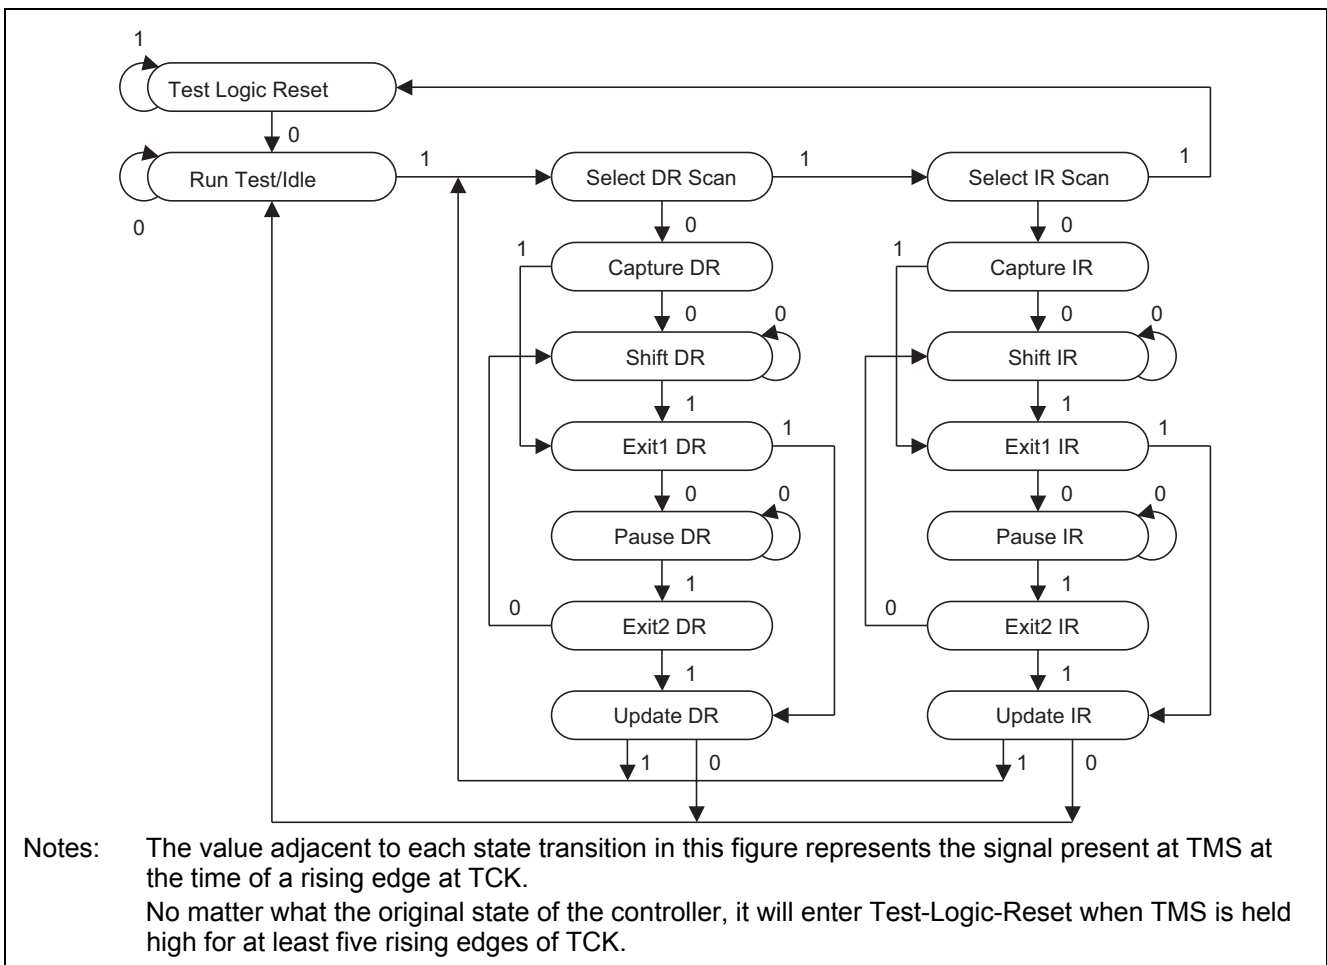 1
Test Logic Reset
0
Run Test/Idle
0
1
Select DR Scan
1
Select IR Scan
1
0
0
1
Capture DR
1
Capture IR
0
0
0
0
Shift DR
Shift IR
1
1
Exit1 DR
1
Exit1 IR
1
0
0
0
0
Pause DR
Pause IR
1
1
0
Exit2 DR
0
Exit2 IR
1
1
Update DR
Update IR
1
0
1
0
Notes: The value adjacent to each state transition in this figure represents the signal present at TMS at
the time of a rising edge at TCK.
No matter what the original state of the controller, it will enter Test-Logic-Reset when TMS is held
high for at least five rising edges of TCK.